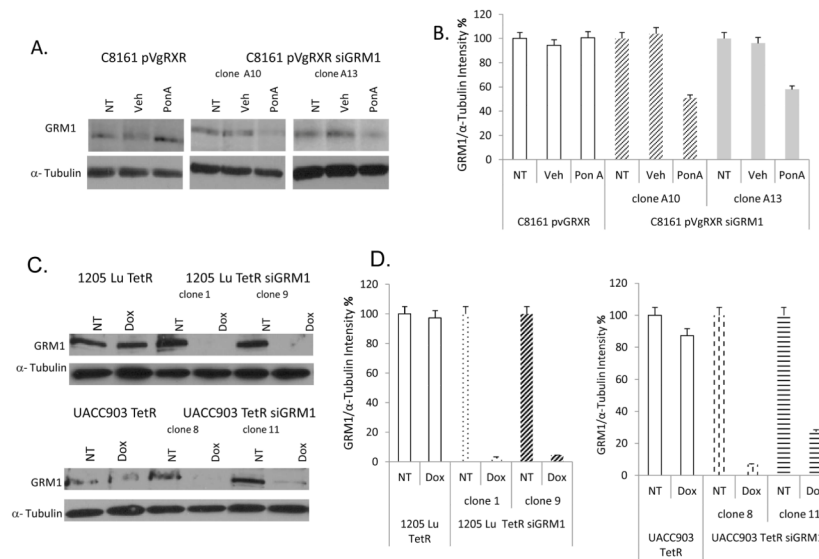 A.
C8161 pVgRXR C8161 pVgRXR siGRM1
clone A10 clone A13
NT Veh PonA NT Veh PonA NT Veh PonA
GRM1
α- Tubulin
B.
GRM1/α-Tubulin Intensity %
120
100
80
60
40
20
0
NT Veh Pon A NT Veh PonA NT Veh PonA
clone A10 clone A13
C8161 pvGRXR C8161 pVgRXR siGRM1
C.
1205 Lu TetR 1205 Lu TetR siGRM1
clone 1 clone 9
NT Dox NT Dox NT Dox
GRM1
α- Tubulin
UACC903 TetR UACC903 TetR siGRM1
clone 8 clone 11
NT Dox NT Dox NT Dox
GRM1
α- Tubulin
D.
GRM1/α-Tubulin Intensity %
120
100
80
60
40
20
0
NT Dox NT Dox NT Dox
clone 1 clone 9
1205 Lu TetR 1205 Lu TetR siGRM1
GRM1/α-Tubulin Intensity %
120
100
80
60
40
20
0
NT Dox NT Dox NT Dox
clone 8 clone 11
UACC903 TetR UACC903 TetR siGRM1